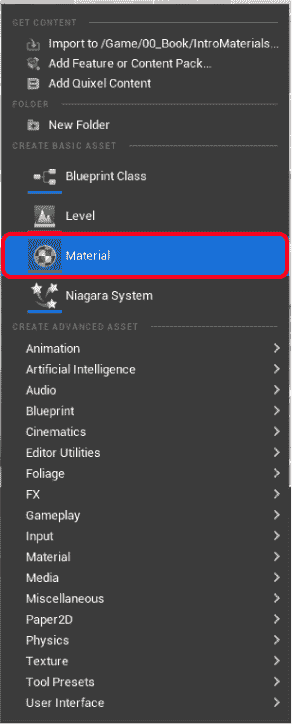 GET CONTENT
Import to /Game/00_Book/IntroMaterials...
Add Feature or Content Pack...
Add Quixel Content
FOLDER
New Folder
CREATE BASIC ASSET
Blueprint Class
Level
Material
Niagara System
CREATE ADVANCED ASSET
Animation
Artificial Intelligence
Audio
Blueprint
Cinematics
Editor Utilities
Foliage
FX
Gameplay
Input
Material
Media
Miscellaneous
Paper2D
Physics
Texture
Tool Presets
User Interface